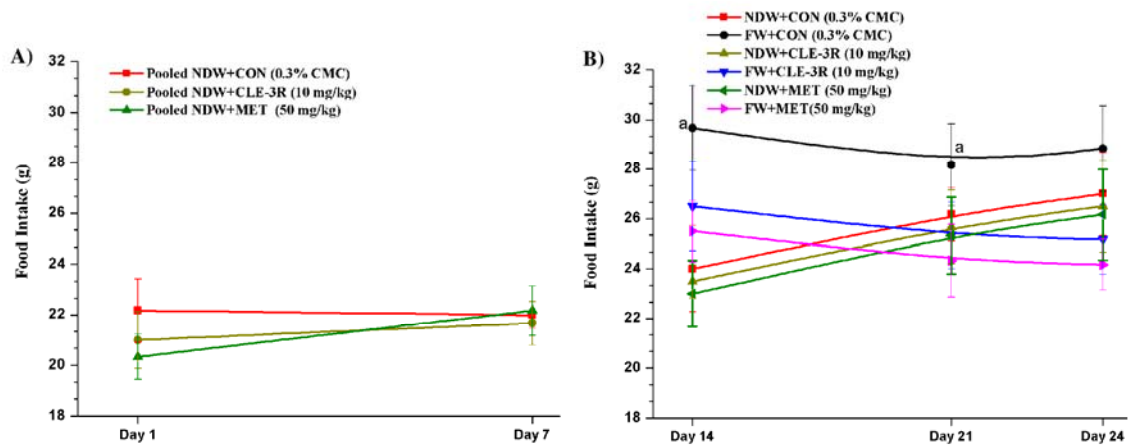 A)
Pooled NDW+CON (0.3% CMC)
Pooled NDW+CLE-3R (10 mg/kg)
Pooled NDW+MET (50 mg/kg)
Food Intake (g)
32
30
28
26
24
22
20
18
Day 1
Day 7
B)
NDW+CON (0.3% CMC)
FW+CON (0.3% CMC)
NDW+CLE-3R (10 mg/kg)
FW+CLE-3R (10 mg/kg)
NDW+MET (50 mg/kg)
FW+MET(50 mg/kg)
Food Intake (g)
32
30
28
26
24
22
20
18
a
a
Day 14
Day 21
Day 24